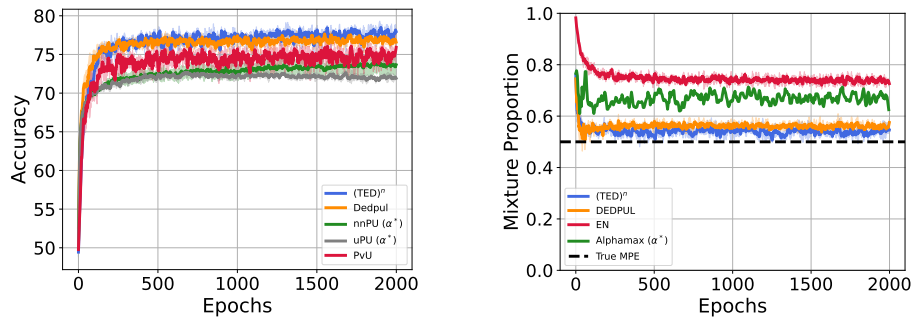 80
75
70
65
60
55
50
Accuracy
(TED)ⁿ
Dedpul
nnPU (α*)
uPU (α*)
PvU
0 500 1000 1500 2000
Epochs
1.0
0.8
0.6
0.4
0.2
0.0
Mixture Proportion
(TED)ⁿ
DEDPUL
EN
Alphamax (α*)
True MPE
0 500 1000 1500 2000
Epochs